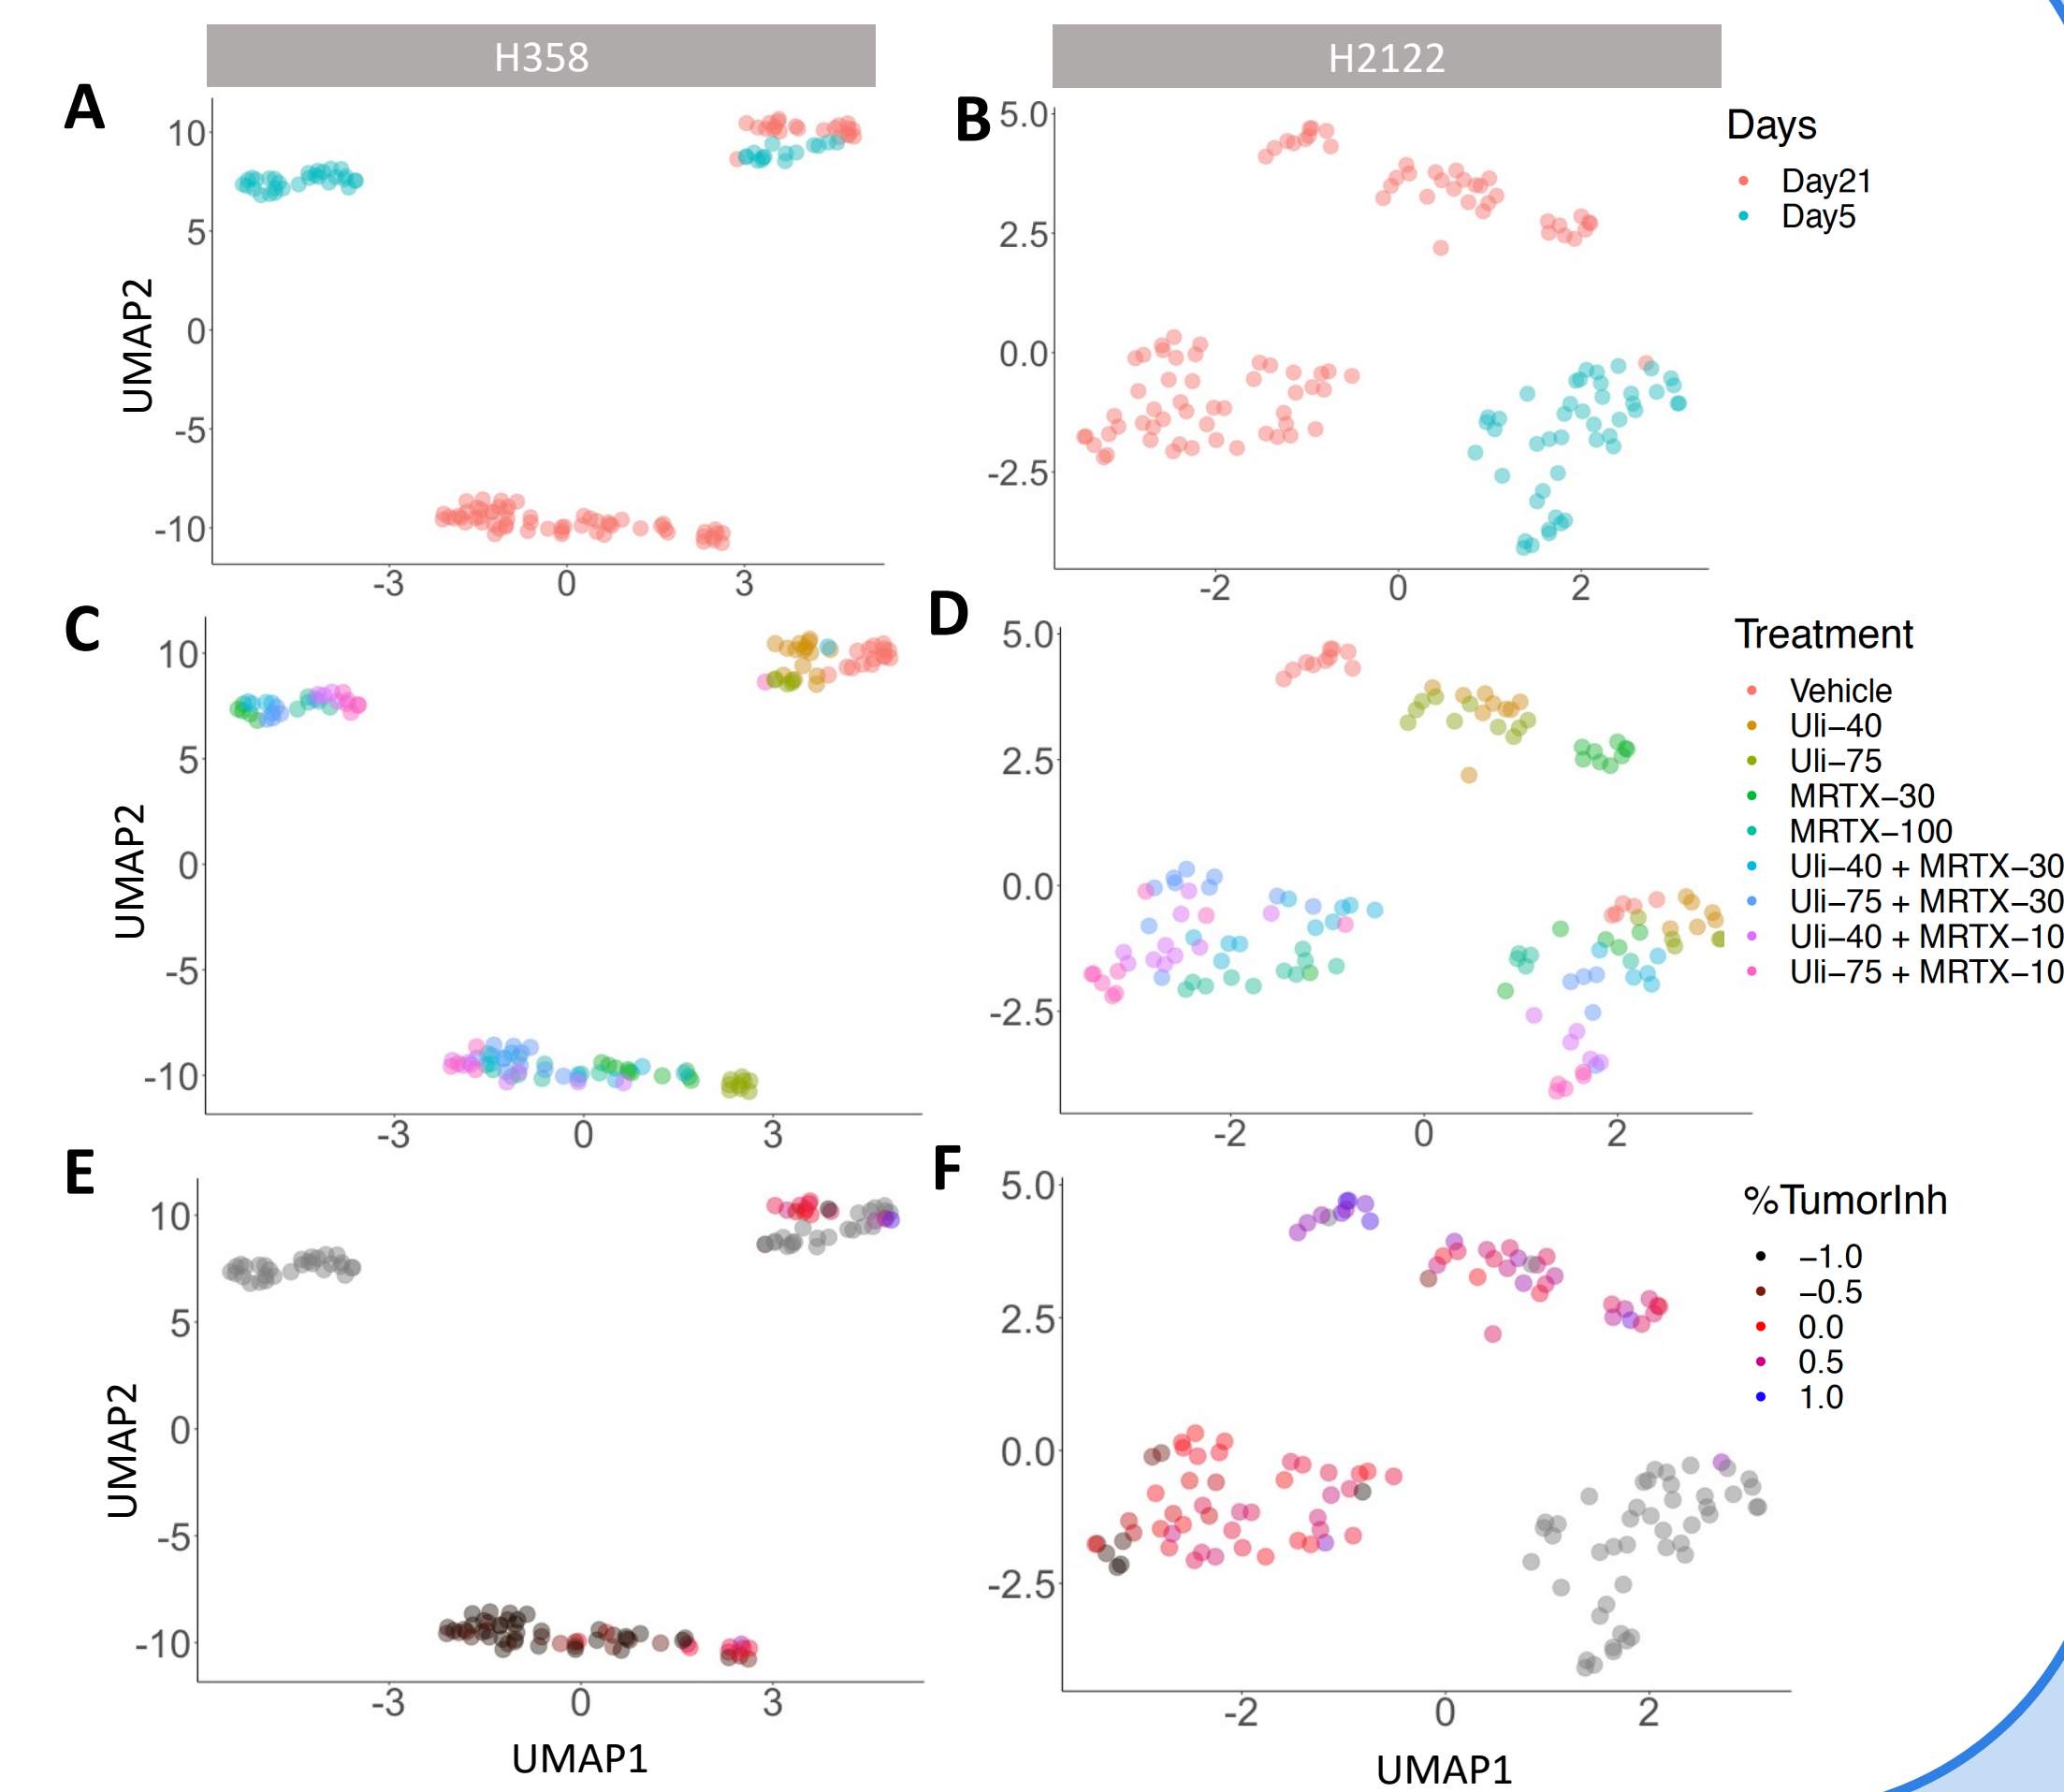 H358
H2122
A
10
5
0
-5
-10
UMAP2
-3
0
3
B
5.0
2.5
0.0
-2.5
-2
0
2
Days
Day21
Day5
C
10
5
0
-5
-10
UMAP2
-3
0
3
D
5.0
2.5
0.0
-2.5
-2
0
2
Treatment
Vehicle
Uli−40
Uli−75
MRTX−30
MRTX−100
Uli−40 + MRTX−30
Uli−75 + MRTX−30
Uli−40 + MRTX−10
Uli−75 + MRTX−10
E
10
5
0
-5
-10
UMAP2
-3
0
3
UMAP1
F
5.0
2.5
0.0
-2.5
-2
0
2
UMAP1
%TumorInh
−1.0
−0.5
0.0
0.5
1.0